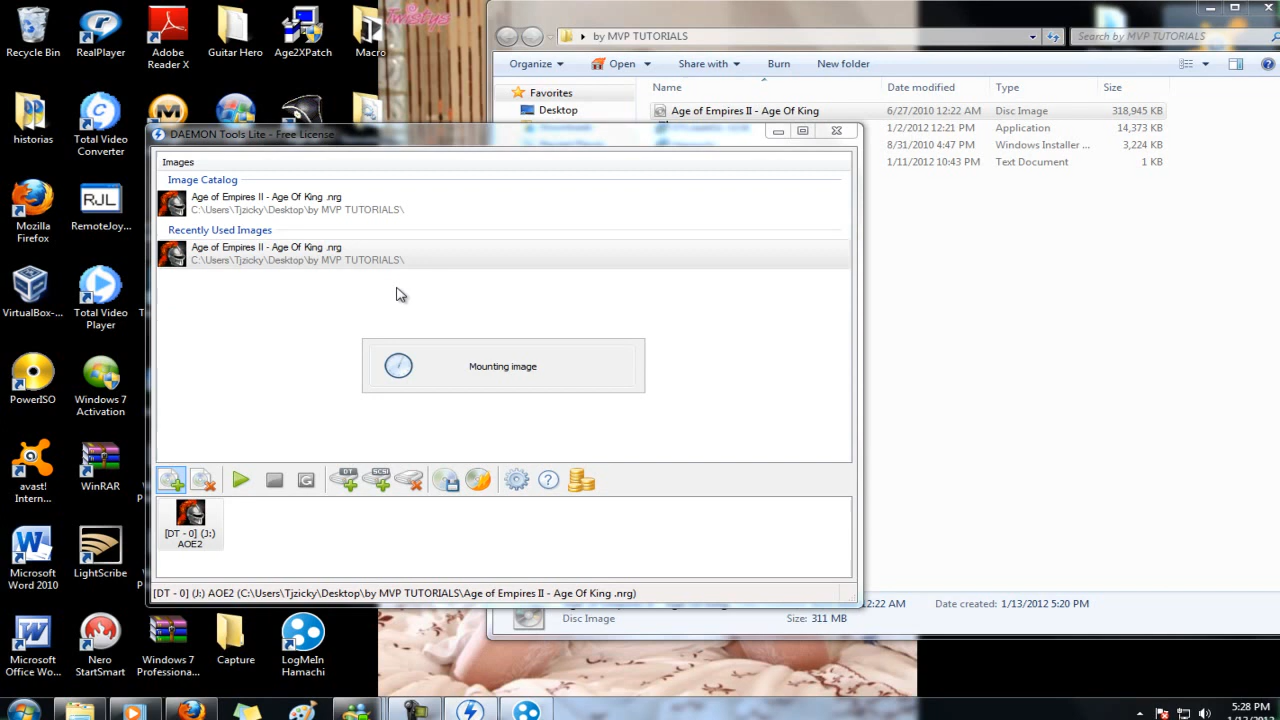 Recycle Bin
RealPlayer
Adobe
Reader X
Guitar Hero
Age2XPatch
Macro
Twistys
historias
Total Video
Converter
Mozilla
Firefox
RJL
RemoteJoy...
VirtualBox-...
Total Video
Player
PowerISO
Windows 7
Activation
avast!
Intern...
WinRAR
Microsoft
Word 2010
LightScribe
Microsoft
Office Wo...
Nero
StartSmart
Windows 7
Professiona...
Capture
LogMeIn
Hamachi
by MVP TUTORIALS
Search by MVP TUTORIALS
Organize
Open
Share with
Burn
New folder
Favorites
Desktop
Name
Date modified
Type
Size
Age of Empires II - Age Of King
6/27/2010 12:22 AM
Disc Image
318,945 KB
1/2/2012 12:21 PM
Application
14,373 KB
8/31/2010 4:47 PM
Windows Installer ...
3,224 KB
1/11/2012 10:43 PM
Text Document
1 KB
DAEMON Tools Lite - Free License
Images
Image Catalog
Age of Empires II - Age Of King .nrg
C:\Users\Tjzicky\Desktop\by MVP TUTORIALS\
Recently Used Images
Age of Empires II - Age Of King .nrg
C:\Users\Tjzicky\Desktop\by MVP TUTORIALS\
Mounting image
DT
SCSI
[DT - 0] (J:)
AOE2
[DT - 0] (J:) AOE2 (C:\Users\Tjzicky\Desktop\by MVP TUTORIALS\Age of Empires II - Age Of King .nrg)
:22 AM
Date created: 1/13/2012 5:20 PM
Disc Image
Size: 311 MB
5:28 PM